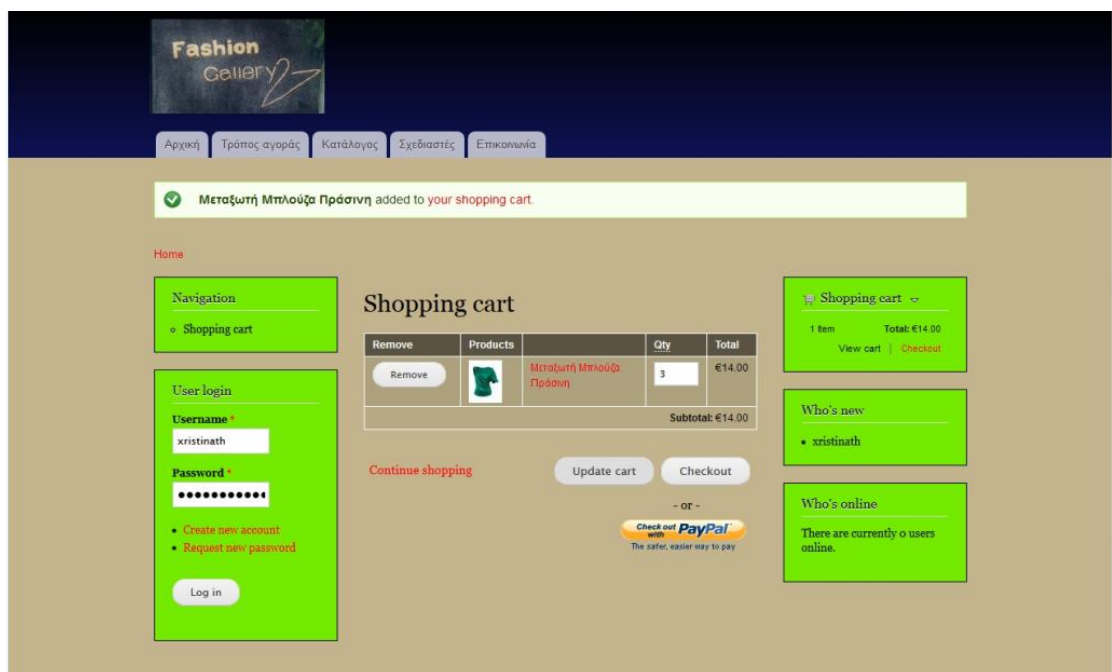 Fashion
Gallery
Αρχική
Τρόπος αγοράς
Κατάλογος
Σχεδιαστές
Επικοινωνία
Μεταξωτή Μπλούζα Πράσινη added to your shopping cart.
Home
Navigation
Shopping cart
User login
Username *
xristinath
Password *
Create new account
Request new password
Log in
Shopping cart
Remove Products Qty Total
Remove Μεταξωτή Μπλούζα 3 €14.00
Πράσινη
Subtotal: €14.00
Continue shopping Update cart Checkout
- or -
Check out with PayPal
The safer, easier way to pay
Shopping cart
1 Item Total: €14.00
View cart | Checkout
Who's new
xristinath
Who's online
There are currently 0 users
online.